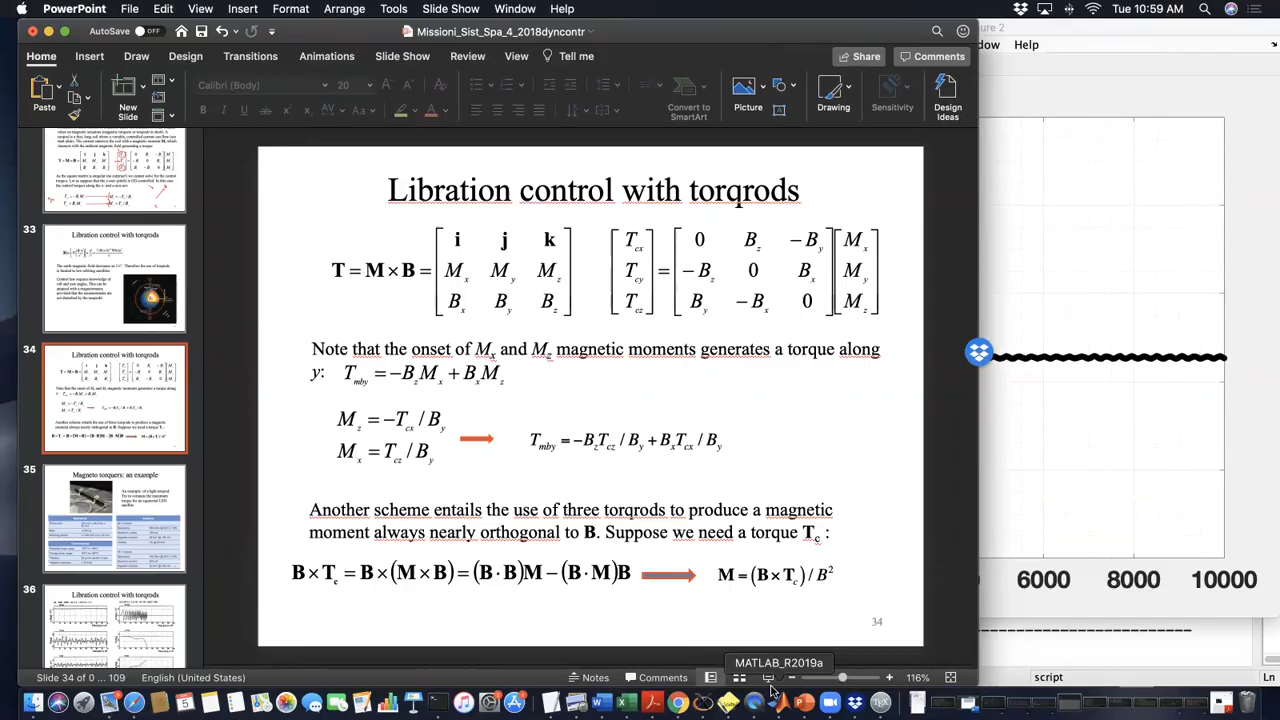 PowerPoint File Edit View Insert Format Arrange Tools Slide Show Window Help Tue 10:59 AM
AutoSave OFF Mission_de_Spa_4_2016dyncontr
ure 2
dow Help
Home Insert Draw Design Transitions Animations Slide Show Review View Tell me Share Comments
Calibri (Body) 20
Paste New Slide Convert to SmartArt Picture Drawing Sensitivity Design Ideas
33
Libration control with torqrods
34
Libration control with torqrods
35
Magneto torquers: an example
36
Libration control with torqrods
Libration control with torqrods
T = M × B = [ i j k ; M_x M_y M_z ; B_x B_y B_z ] [ T_cx ; T_cy ; T_cz ] = [ 0 B_z −B_y ; −B_z 0 B_x ; B_y −B_x 0 ] [ M_x ; M_y ; M_z ]
Note that the onset of M_x and M_z magnetic moments generates a torque along
y: T_mby = −B_z M_x + B_x M_z
M_z = −T_cx / B_y
M_x = T_cz / B_y
T_mby = −B_z T_cz / B_y + B_x T_cx / B_y
Another scheme entails the use of three torqrods to produce a magnetic
moment always nearly orthogonal to B. Suppose we need a torque T_c :
B × T_c = B × (M × B) = (B · B)M − (B · M)B M = (B × T_c) / B²
34
6000 8000 10000
MATLAB_R2019a
Slide 34 of 0 ... 109 English (United States) Notes Comments 116% script Ln